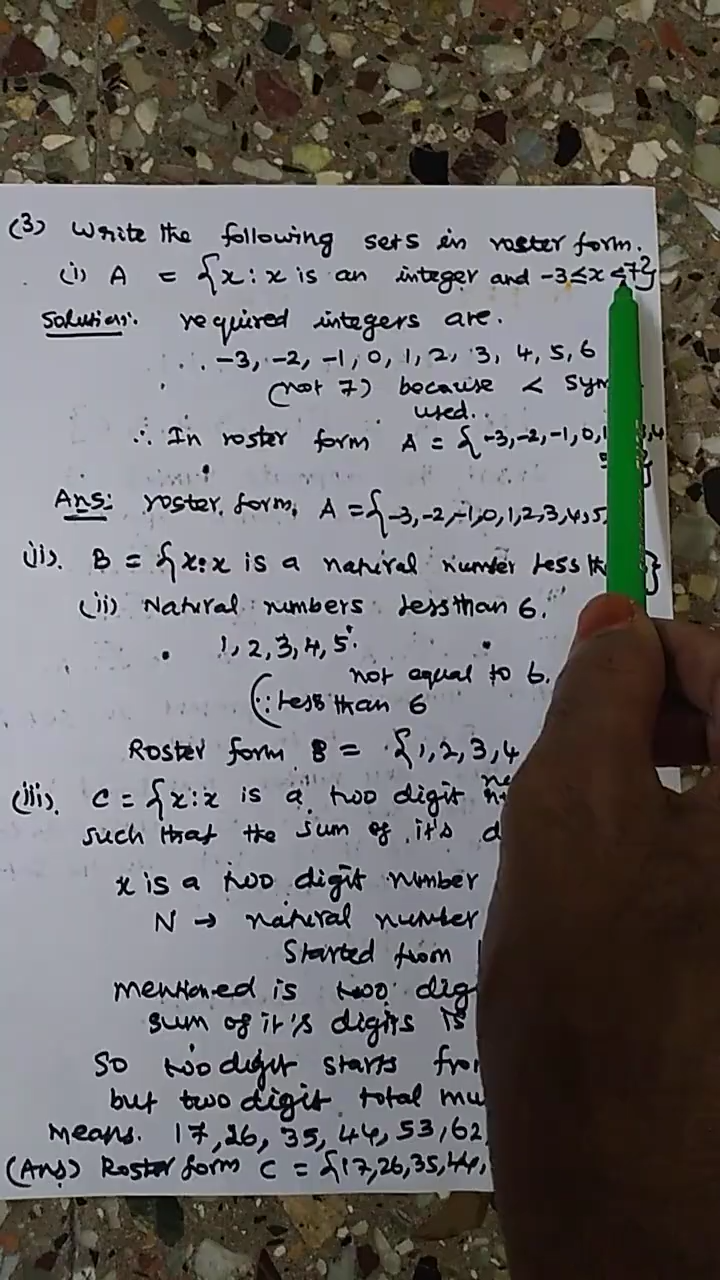 (3) Write the following sets in roster form.
(i) A = {x : x is an integer and -3≤x<7}
Solution: required integers are.
-3, -2, -1, 0, 1, 2, 3, 4, 5, 6
(not 7) because < Sym
used..
∴ In roster form A = {-3,-2,-1,0,1 ,4
Ans: roster form, A = {-3,-2,-1,0,1,2,3,4,5,
(ii). B = {x:x is a natural number less }
(ii) Natural numbers less than 6.
1, 2, 3, 4, 5.
not equal to 6.
(∵ less than 6
Roster form B = {1, 2, 3, 4
(iii). C = {x:x is a two digit
such that the sum of it's d
x is a two digit number
N → natural number
Started from
mentioned is two dig
sum of it's digits is
So two digit starts
but two digit total
means. 17, 26, 35, 44, 53, 62
(Ans) Roster form C = {17,26,35,44,